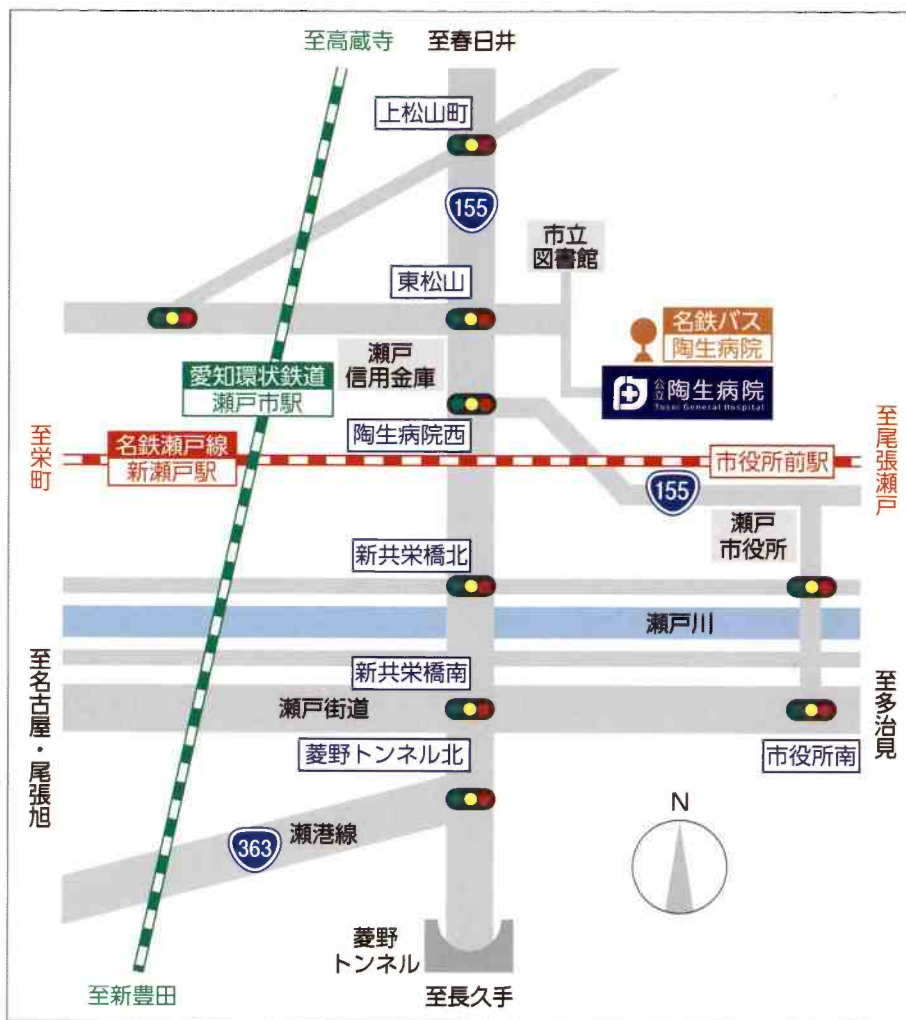 至高蔵寺
至春日井
上松山町
155
市立
図書館
東松山
名鉄バス
陶生病院
瀬戸
信用金庫
愛知環状鉄道
瀬戸市駅
公立 陶生病院
Tosei General Hospital
陶生病院西
至栄町
名鉄瀬戸線
新瀬戸駅
市役所前駅
至尾張瀬戸
155
瀬戸
市役所
新共栄橋北
瀬戸川
新共栄橋南
瀬戸街道
至名古屋・尾張旭
至多治見
菱野トンネル北
市役所南
N
363
瀬港線
菱野
トンネル
至新豊田
至長久手